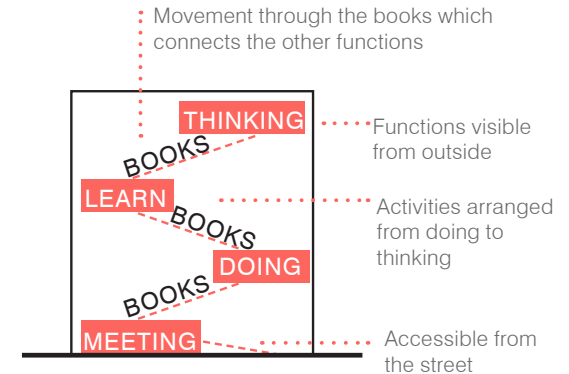 Movement through the books which
connects the other functions
THINKING
Functions visible
from outside
BOOKS
LEARN
Activities arranged
from doing to
thinking
BOOKS
DOING
BOOKS
MEETING
Accessible from
the street